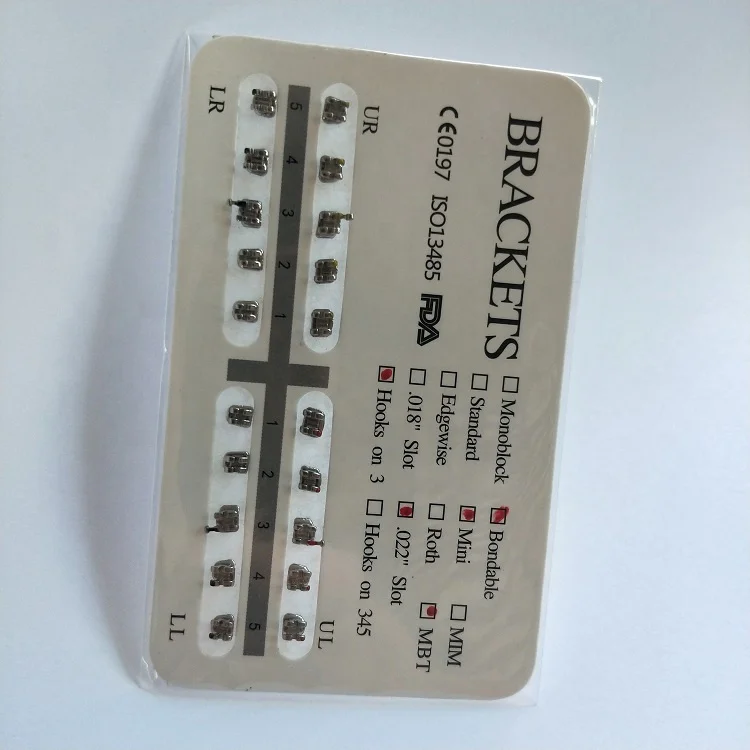 BRACKETS
☐ Monoblock ☑ Bondable
☐ Standard ☑ Mini ☐ MIM
☐ Edgewise ☐ Roth ☑ MBT
☐ .018" Slot ☑ .022" Slot
☑ Hooks on 3 ☐ Hooks on 345
CE0197 ISO13485 FDA
UR UL
5 4 3 2 1 1 2 3 4 5
LR LL